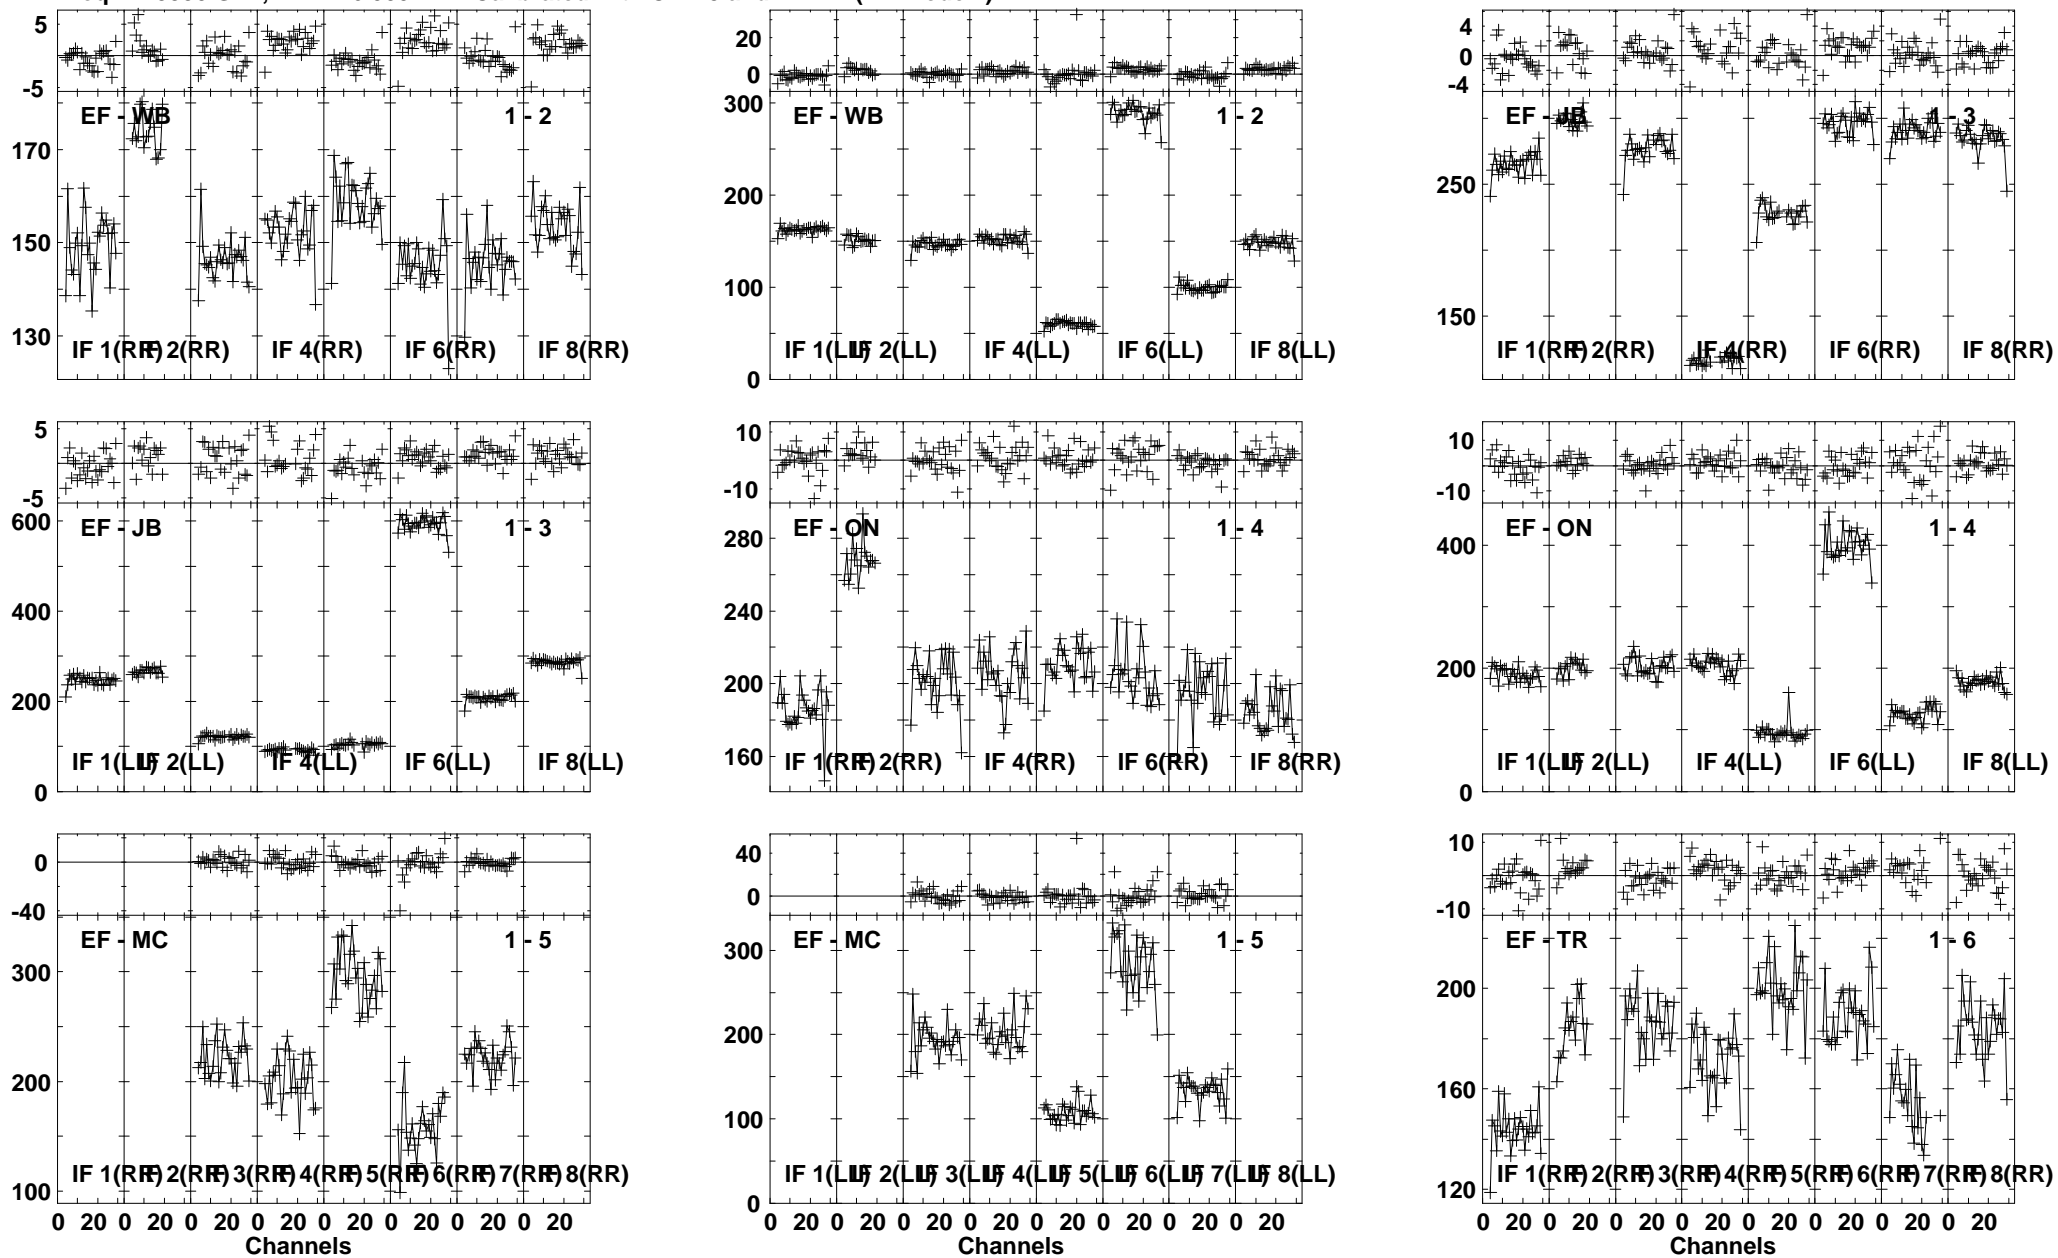 5
0
-5
EF - WB 1 - 2
170
150
130
IF 1(RR) IF 2(RR) IF 4(RR) IF 6(RR) IF 8(RR)
20
0
EF - WB 1 - 2
300
200
100
0
IF 1(LL) IF 2(LL) IF 4(LL) IF 6(LL) IF 8(LL)
4
0
-4
EF - JB 1 - 3
250
150
IF 1(RR) IF 2(RR) IF 4(RR) IF 6(RR) IF 8(RR)
5
0
-5
EF - JB 1 - 3
600
400
200
0
IF 1(LL) IF 2(LL) IF 4(LL) IF 6(LL) IF 8(LL)
10
0
-10
EF - ON 1 - 4
280
240
200
160
IF 1(RR) IF 2(RR) IF 4(RR) IF 6(RR) IF 8(RR)
10
0
-10
EF - ON 1 - 4
400
200
0
IF 1(LL) IF 2(LL) IF 4(LL) IF 6(LL) IF 8(LL)
0
-40
EF - MC 1 - 5
300
200
100
IF 1(RR) IF 2(RR) IF 3(RR) IF 4(RR) IF 5(RR) IF 6(RR) IF 7(RR) IF 8(RR)
0 20 0 20 0 20 0 20 0 20 0 20 0 20 0 20
Channels
40
0
EF - MC 1 - 5
300
200
100
0
IF 1(LL) IF 2(LL) IF 3(LL) IF 4(LL) IF 5(LL) IF 6(LL) IF 7(LL) IF 8(LL)
0 20 0 20 0 20 0 20 0 20 0 20 0 20 0 20
Channels
10
0
-10
EF - TR 1 - 6
200
160
120
IF 1(RR) IF 2(RR) IF 3(RR) IF 4(RR) IF 5(RR) IF 6(RR) IF 7(RR) IF 8(RR)
0 20 0 20 0 20 0 20 0 20 0 20 0 20 0 20
Channels